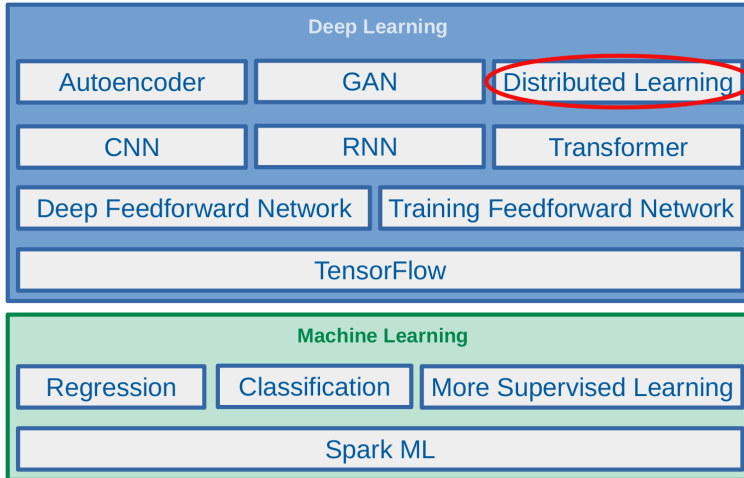 Deep Learning
Autoencoder GAN Distributed Learning
CNN RNN Transformer
Deep Feedforward Network Training Feedforward Network
TensorFlow
Machine Learning
Regression Classification More Supervised Learning
Spark ML